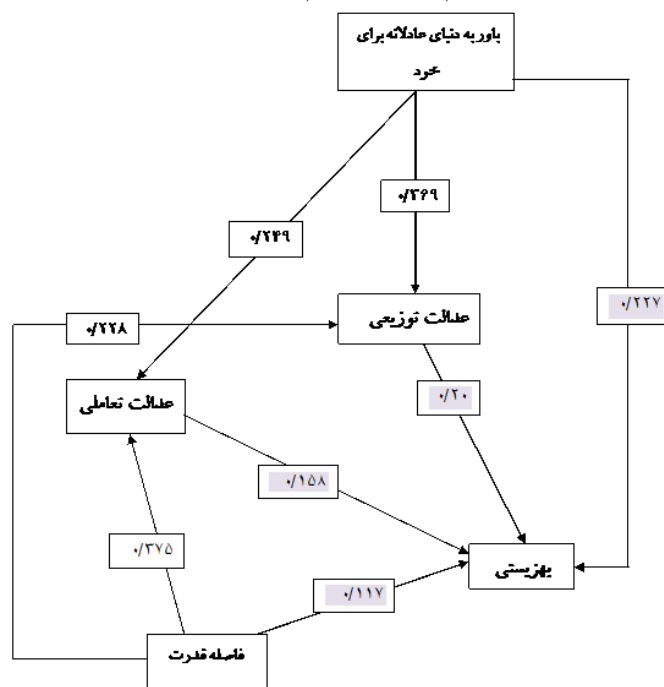 باور به دنیای عادلانه برای
خود
۰/۳۶۹
۰/۲۴۹
۰/۲۲۷
عدالت توزیعی
۰/۲۲۸
عدالت تعاملی
۰/۲۰
۰/۱۵۸
۰/۳۷۵
بهزیستی
۰/۱۱۷
فاصله قدرت